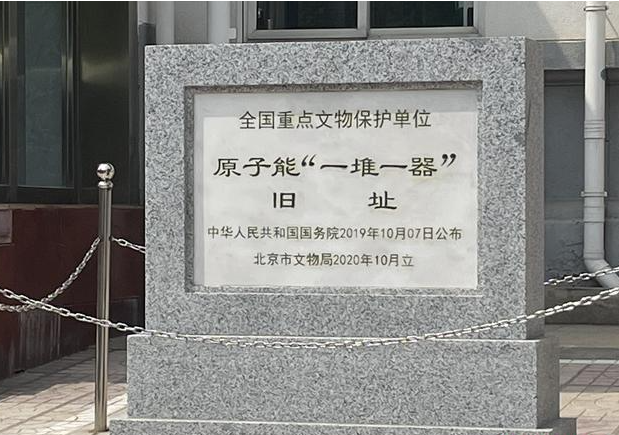 全国重点文物保护单位
原子能“一堆一器”
旧 址
中华人民共和国国务院2019年10月07日公布
北京市文物局2020年10月立